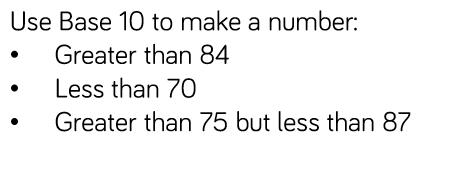 Use Base 10 to make a number:
• Greater than 84
• Less than 70
• Greater than 75 but less than 87